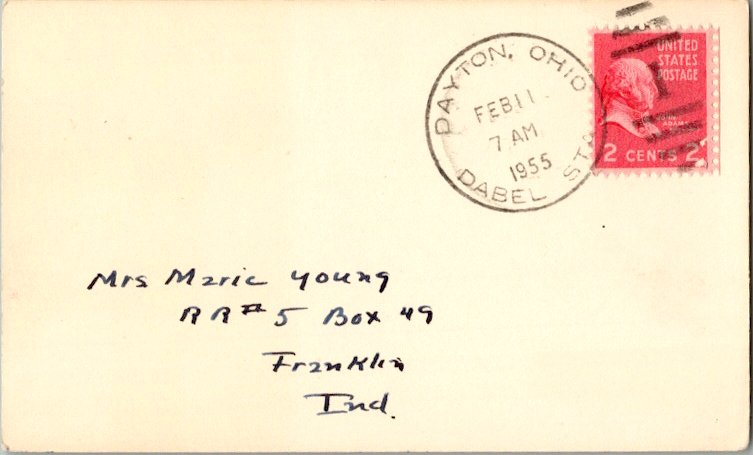 DAYTON, OHIO
FEB 11
7 AM
1955
DABEL STA.
UNITED
STATES
POSTAGE
ADAMS
2 CENTS 2
Mrs Marie Young
RR# 5 Box 49
Franklin
Ind.